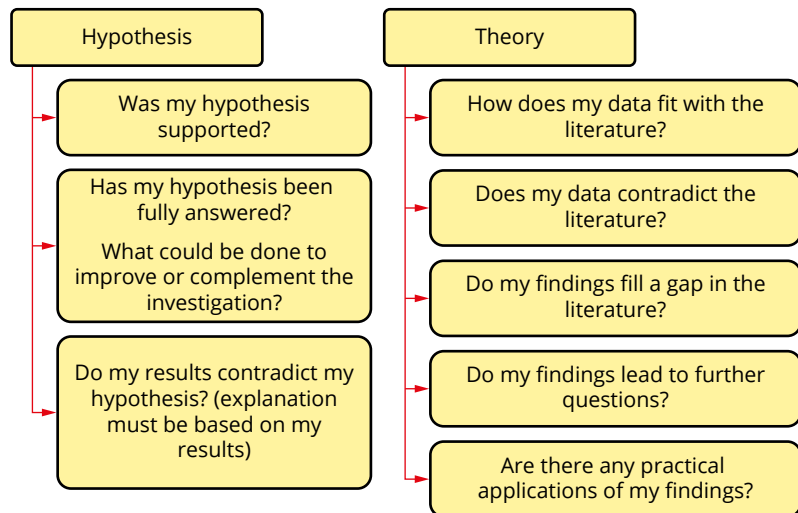 Hypothesis
Was my hypothesis
supported?
Has my hypothesis been
fully answered?
What could be done to
improve or complement the
investigation?
Do my results contradict my
hypothesis? (explanation
must be based on my
results)
Theory
How does my data fit with the
literature?
Does my data contradict the
literature?
Do my findings fill a gap in the
literature?
Do my findings lead to further
questions?
Are there any practical
applications of my findings?